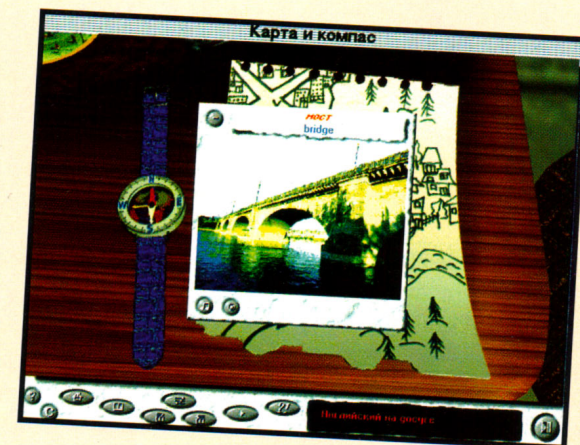 Карта и компас
мост
bridge
N
W E
S
Английский на досуге